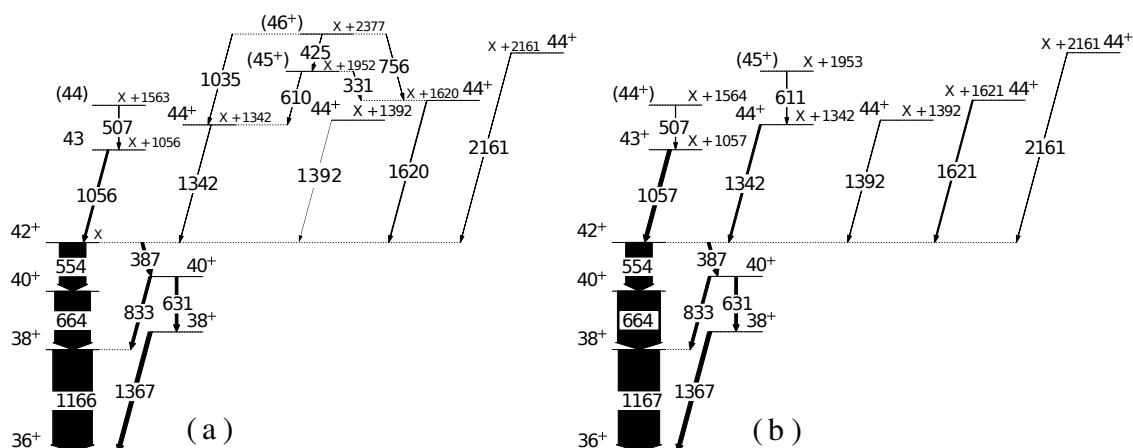 (46⁺) X + 2377
425
(45⁺) X + 1952
X + 2161 44⁺
1035 756
610 331
(44) X + 1563
44⁺ X + 1342
44⁺ X + 1392
X + 1620 44⁺
507
43 X + 1056
1056
1342
1392
1620
2161
42⁺ X
554 387
40⁺ 40⁺
664 833 631
38⁺ 38⁺
1166 1367
36⁺ (a)
(45⁺) X + 1953
X + 2161 44⁺
611
(44⁺) X + 1564
44⁺ X + 1342
44⁺ X + 1392
X + 1621 44⁺
507
43⁺ X + 1057
1057
1342
1392
1621
2161
42⁺
554 387
40⁺ 40⁺
664 833 631
38⁺ 38⁺
1167 1367
36⁺ (b)